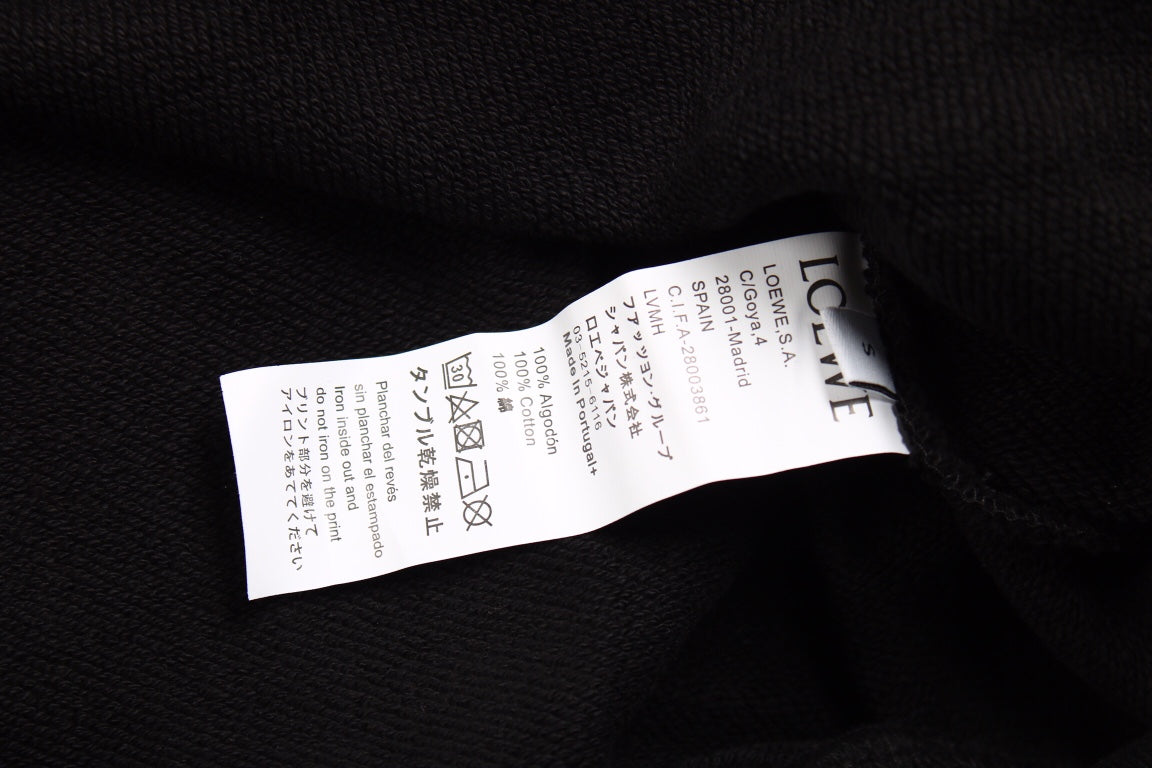 LOEWE
S
LOEWE,S.A.
C/Goya,4
28001-Madrid
SPAIN
C.I.F.A-28003861
LVMH
ファッツョン・グループ
シャパン株式会社
ロエベジャパン
03-5215-6116
Made in Portugal+
100% Algodón
100% Cotton
100% 綿
30
タンブル乾燥禁止
Planchar del revés
sin planchar el estampado
Iron inside out and
do not iron on the print
プリント部分を避けて
アイロンをあててください